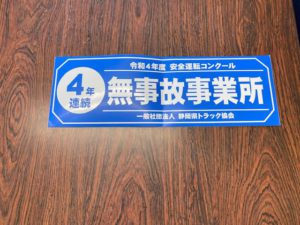 令和4年度 安全運転コンクール
4年
連続
無事故事業所
一般社団法人 静岡県トラック協会